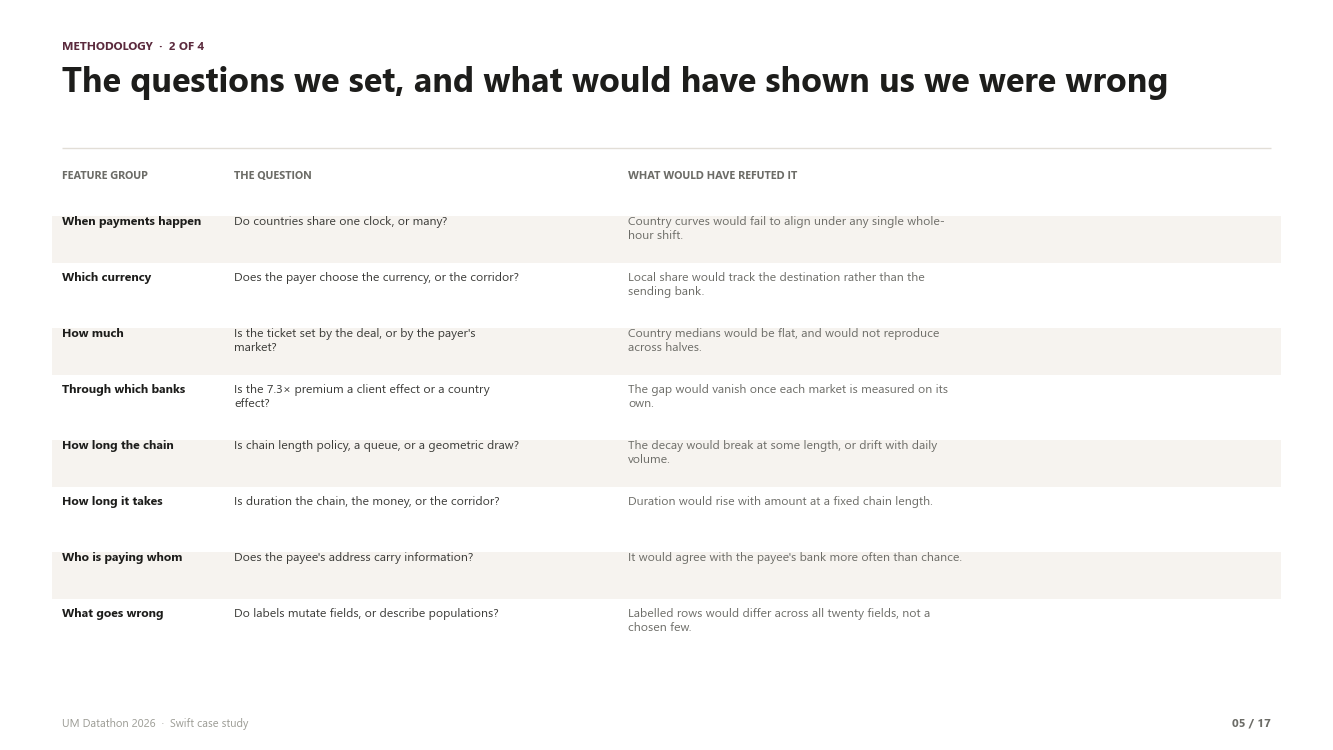 METHODOLOGY · 2 OF 4
The questions we set, and what would have shown us we were wrong
FEATURE GROUP
THE QUESTION
WHAT WOULD HAVE REFUTED IT
When payments happen
Do countries share one clock, or many?
Country curves would fail to align under any single whole-
hour shift.
Which currency
Does the payer choose the currency, or the corridor?
Local share would track the destination rather than the
sending bank.
How much
Is the ticket set by the deal, or by the payer's
market?
Country medians would be flat, and would not reproduce
across halves.
Through which banks
Is the 7.3× premium a client effect or a country
effect?
The gap would vanish once each market is measured on its
own.
How long the chain
Is chain length policy, a queue, or a geometric draw?
The decay would break at some length, or drift with daily
volume.
How long it takes
Is duration the chain, the money, or the corridor?
Duration would rise with amount at a fixed chain length.
Who is paying whom
Does the payee's address carry information?
It would agree with the payee's bank more often than chance.
What goes wrong
Do labels mutate fields, or describe populations?
Labelled rows would differ across all twenty fields, not a
chosen few.
UM Datathon 2026 · Swift case study
05 / 17